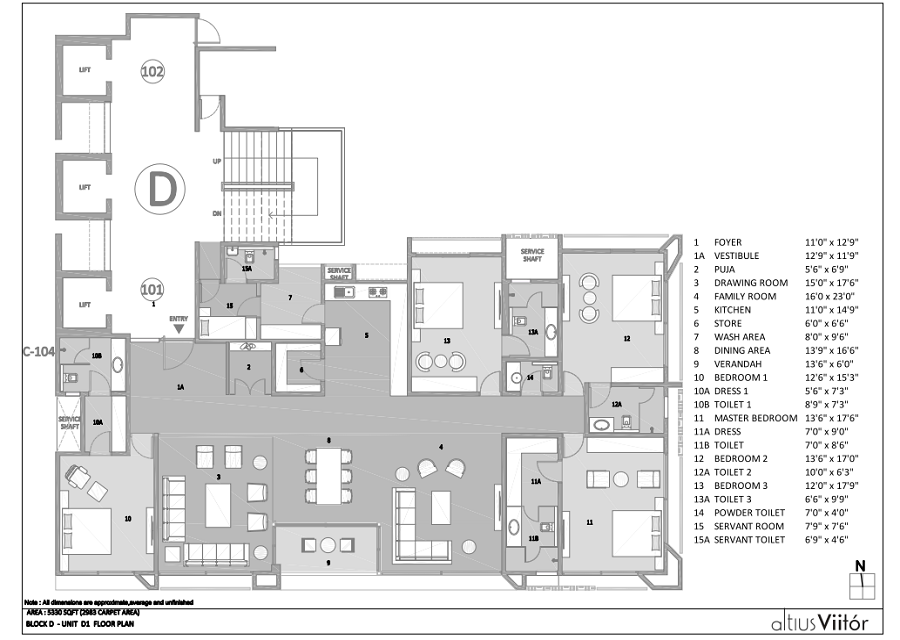 102
LIFT
UP
D
LIFT
DN
15A
SERVICE
SHAFT
SERVICE
SHAFT
101
1
LIFT
15
7
ENTRY
5
13
13A
12
C-104
10B
1A
2
6
14
SERVICE
SHAFT
10A
12A
8
4
3
11A
10
11
11B
9
1 FOYER 11'0" x 12'9"
1A VESTIBULE 12'9" x 11'9"
2 PUJA 5'6" x 6'9"
3 DRAWING ROOM 15'0" x 17'6"
4 FAMILY ROOM 16'0 x 23'0"
5 KITCHEN 11'0" x 14'9"
6 STORE 6'0" x 6'6"
7 WASH AREA 8'0" x 9'6"
8 DINING AREA 13'9" x 16'6"
9 VERANDAH 13'6" x 6'0"
10 BEDROOM 1 12'6" x 15'3"
10A DRESS 1 5'6" x 7'3"
10B TOILET 1 8'9" x 7'3"
11 MASTER BEDROOM 13'6" x 17'6"
11A DRESS 7'0" x 9'0"
11B TOILET 7'0" x 8'6"
12 BEDROOM 2 13'6" x 17'0"
12A TOILET 2 10'0" x 6'3"
13 BEDROOM 3 12'0" x 17'9"
13A TOILET 3 6'6" x 9'9"
14 POWDER TOILET 7'0" x 4'0"
15 SERVANT ROOM 7'9" x 7'6"
15A SERVANT TOILET 6'9" x 4'6"
N
Note : All dimensions are approximate,average and unfinished
AREA : 5330 SQFT (2983 CARPET AREA)
BLOCK D - UNIT D1 FLOOR PLAN
altius Viitór